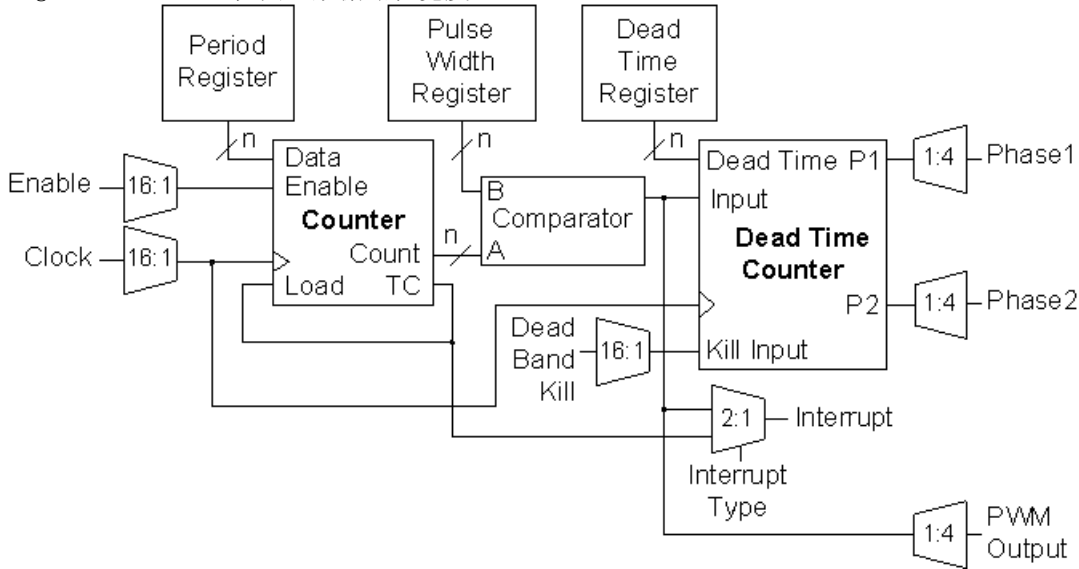 Period
Register
Pulse
Width
Register
Dead
Time
Register
n
n
n
Enable
16:1
Clock
16:1
Data
Enable
Counter
Count
Load
TC
n
B
Comparator
A
Dead Time
P1
Input
Dead Time
Counter
P2
Kill Input
1:4
Phase1
1:4
Phase2
Dead
Band
Kill
16:1
2:1
Interrupt
Interrupt
Type
1:4
PWM
Output